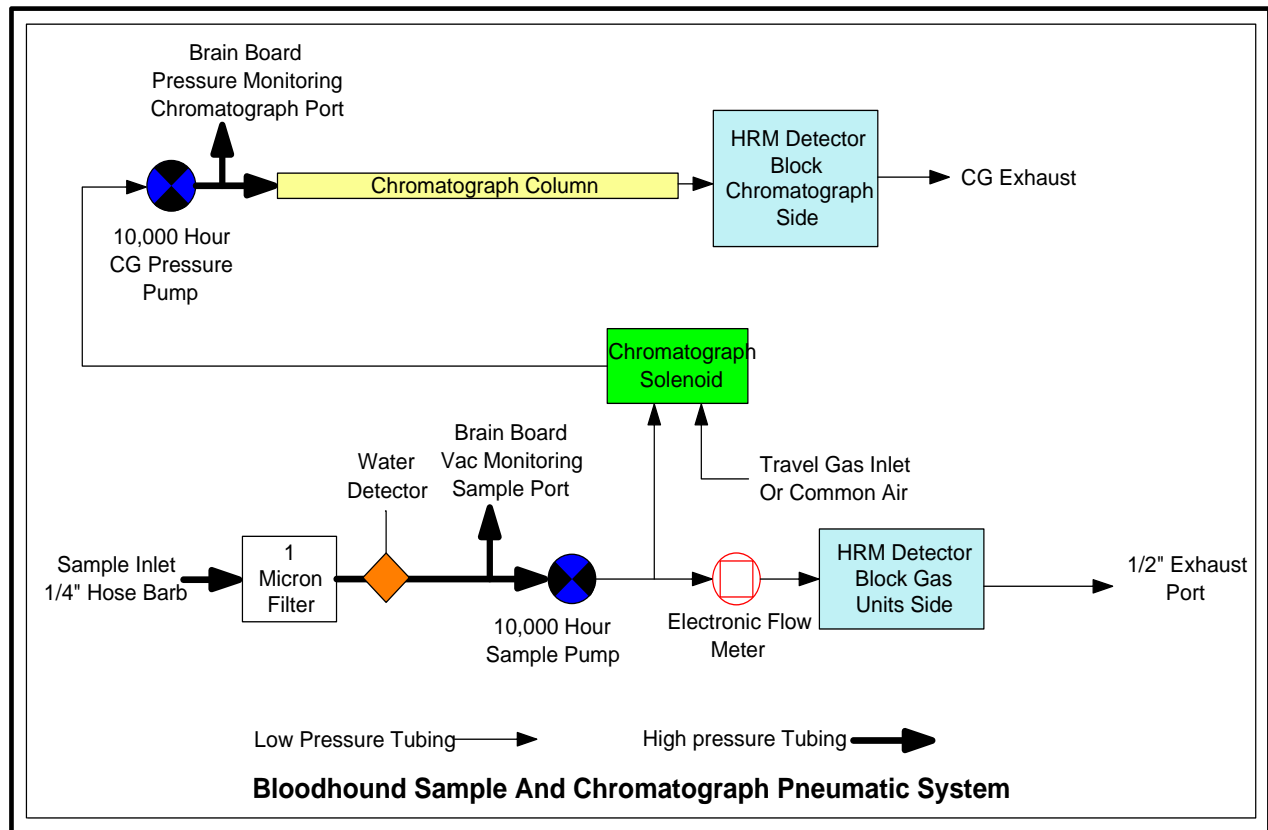 Brain Board
Pressure Monitoring
Chromatograph Port
HRM Detector
Block
Chromatograph
Side
Chromatograph Column
CG Exhaust
10,000 Hour
CG Pressure
Pump
Chromatograph
Solenoid
Brain Board
Vac Monitoring
Sample Port
Water
Detector
Travel Gas Inlet
Or Common Air
Sample Inlet
1/4" Hose Barb
1
Micron
Filter
HRM Detector
Block Gas
Units Side
1/2" Exhaust
Port
10,000 Hour
Sample Pump
Electronic Flow
Meter
Low Pressure Tubing
High pressure Tubing
Bloodhound Sample And Chromatograph Pneumatic System